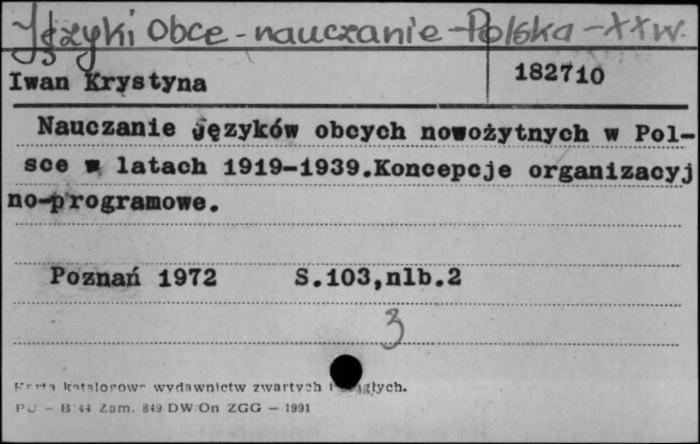 Języki Obce - nauczanie - Polska - XX w.
Iwan Krystyna 182710
Nauczanie języków obcych nowożytnych w Pol-
sce w latach 1919-1939.Koncepcje organizacyj
no-programowe.
Poznań 1972 S.103,nlb.2
3
Karta katalogowa wydawnictw zwartych i ciągłych.
PU - B 44 Zam. 849 DW/On ZGG - 1991